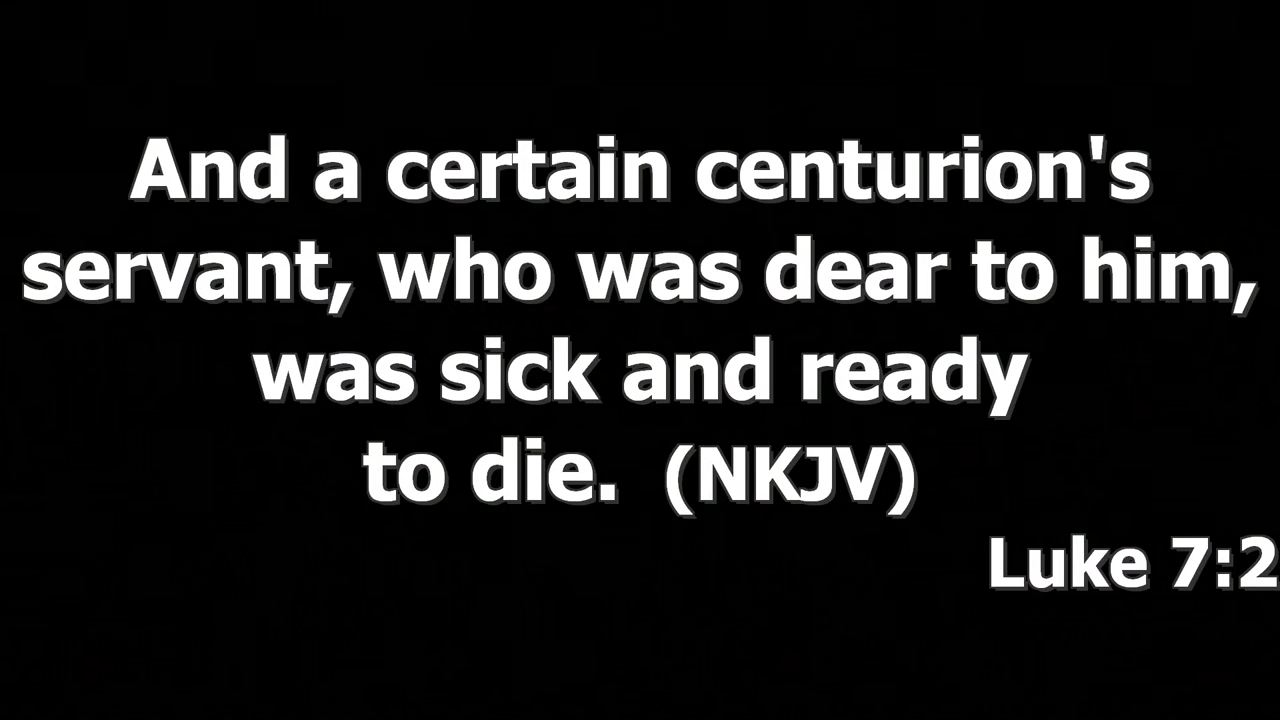 And a certain centurion's
servant, who was dear to him,
was sick and ready
to die.  (NKJV)
Luke 7:2